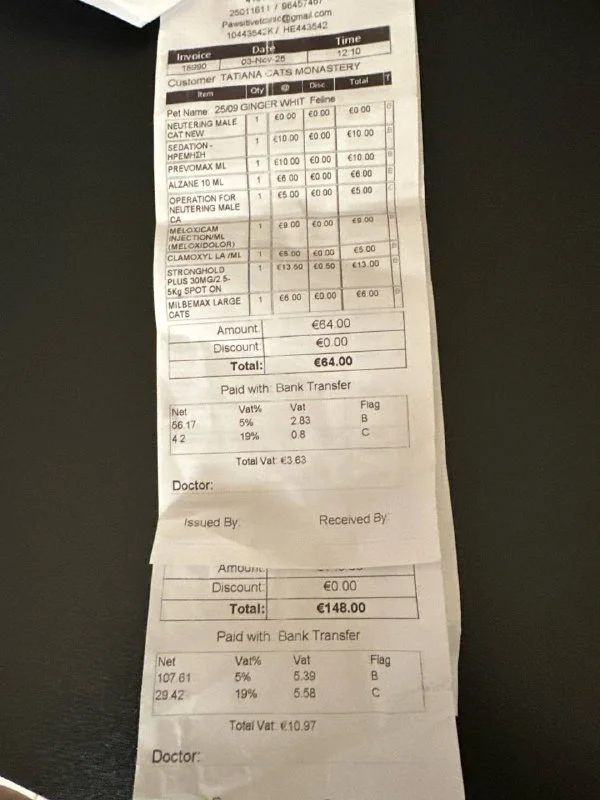 25011611 / 96457407
10443542K / HE443542
Invoice Date Time
18990 03-Nov-25 12:10
Customer TATIANA CATS MONASTERY
Item Qty @ Disc Total T
Pet Name: 25/09 GINGER WHIT Feline
NEUTERING MALE CAT NEW 1 €0.00 €0.00 €0.00 B
SEDATION - ΗΡΕΜΗΣΗ 1 €10.00 €0.00 €10.00 B
PREVOMAX ML 1 €10.00 €0.00 €10.00 B
ALZANE 10 ML 1 €6.00 €0.00 €6.00 B
OPERATION FOR NEUTERING MALE CA 1 €5.00 €0.00 €5.00 C
MELOXICAM INJECTION/ML (MELOXIDOLOR) 1 €9.00 €0.00 €9.00 B
CLAMOXYL LA /ML 1 €5.00 €0.00 €5.00 B
STRONGHOLD PLUS 30MG/2.5-5Kg SPOT ON 1 €13.50 €0.50 €13.00 B
MILBEMAX LARGE CATS 1 €6.00 €0.00 €6.00
Amount: €64.00
Discount: €0.00
Total: €64.00
Paid with: Bank Transfer
Net Vat% Vat Flag
56.17 5% 2.83 B
4.2 19% 0.8 C
Total Vat: €3.63
Doctor:
Issued By: Received By:
Amount:
Discount: €0.00
Total: €148.00
Paid with: Bank Transfer
Net Vat% Vat Flag
107.61 5% 5.39 B
29.42 19% 5.58 C
Total Vat: €10.97
Doctor: